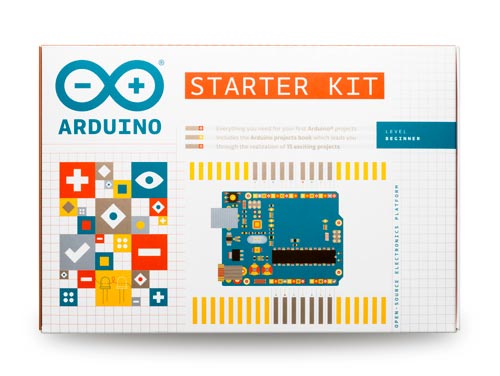 ®
ARDUINO
STARTER KIT
Everything you need for your first Arduino® projects
Includes the Arduino projects book which leads you
through the realization of 15 exciting projects
LEVEL
BEGINNER
OPEN-SOURCE ELECTRONICS PLATFORM